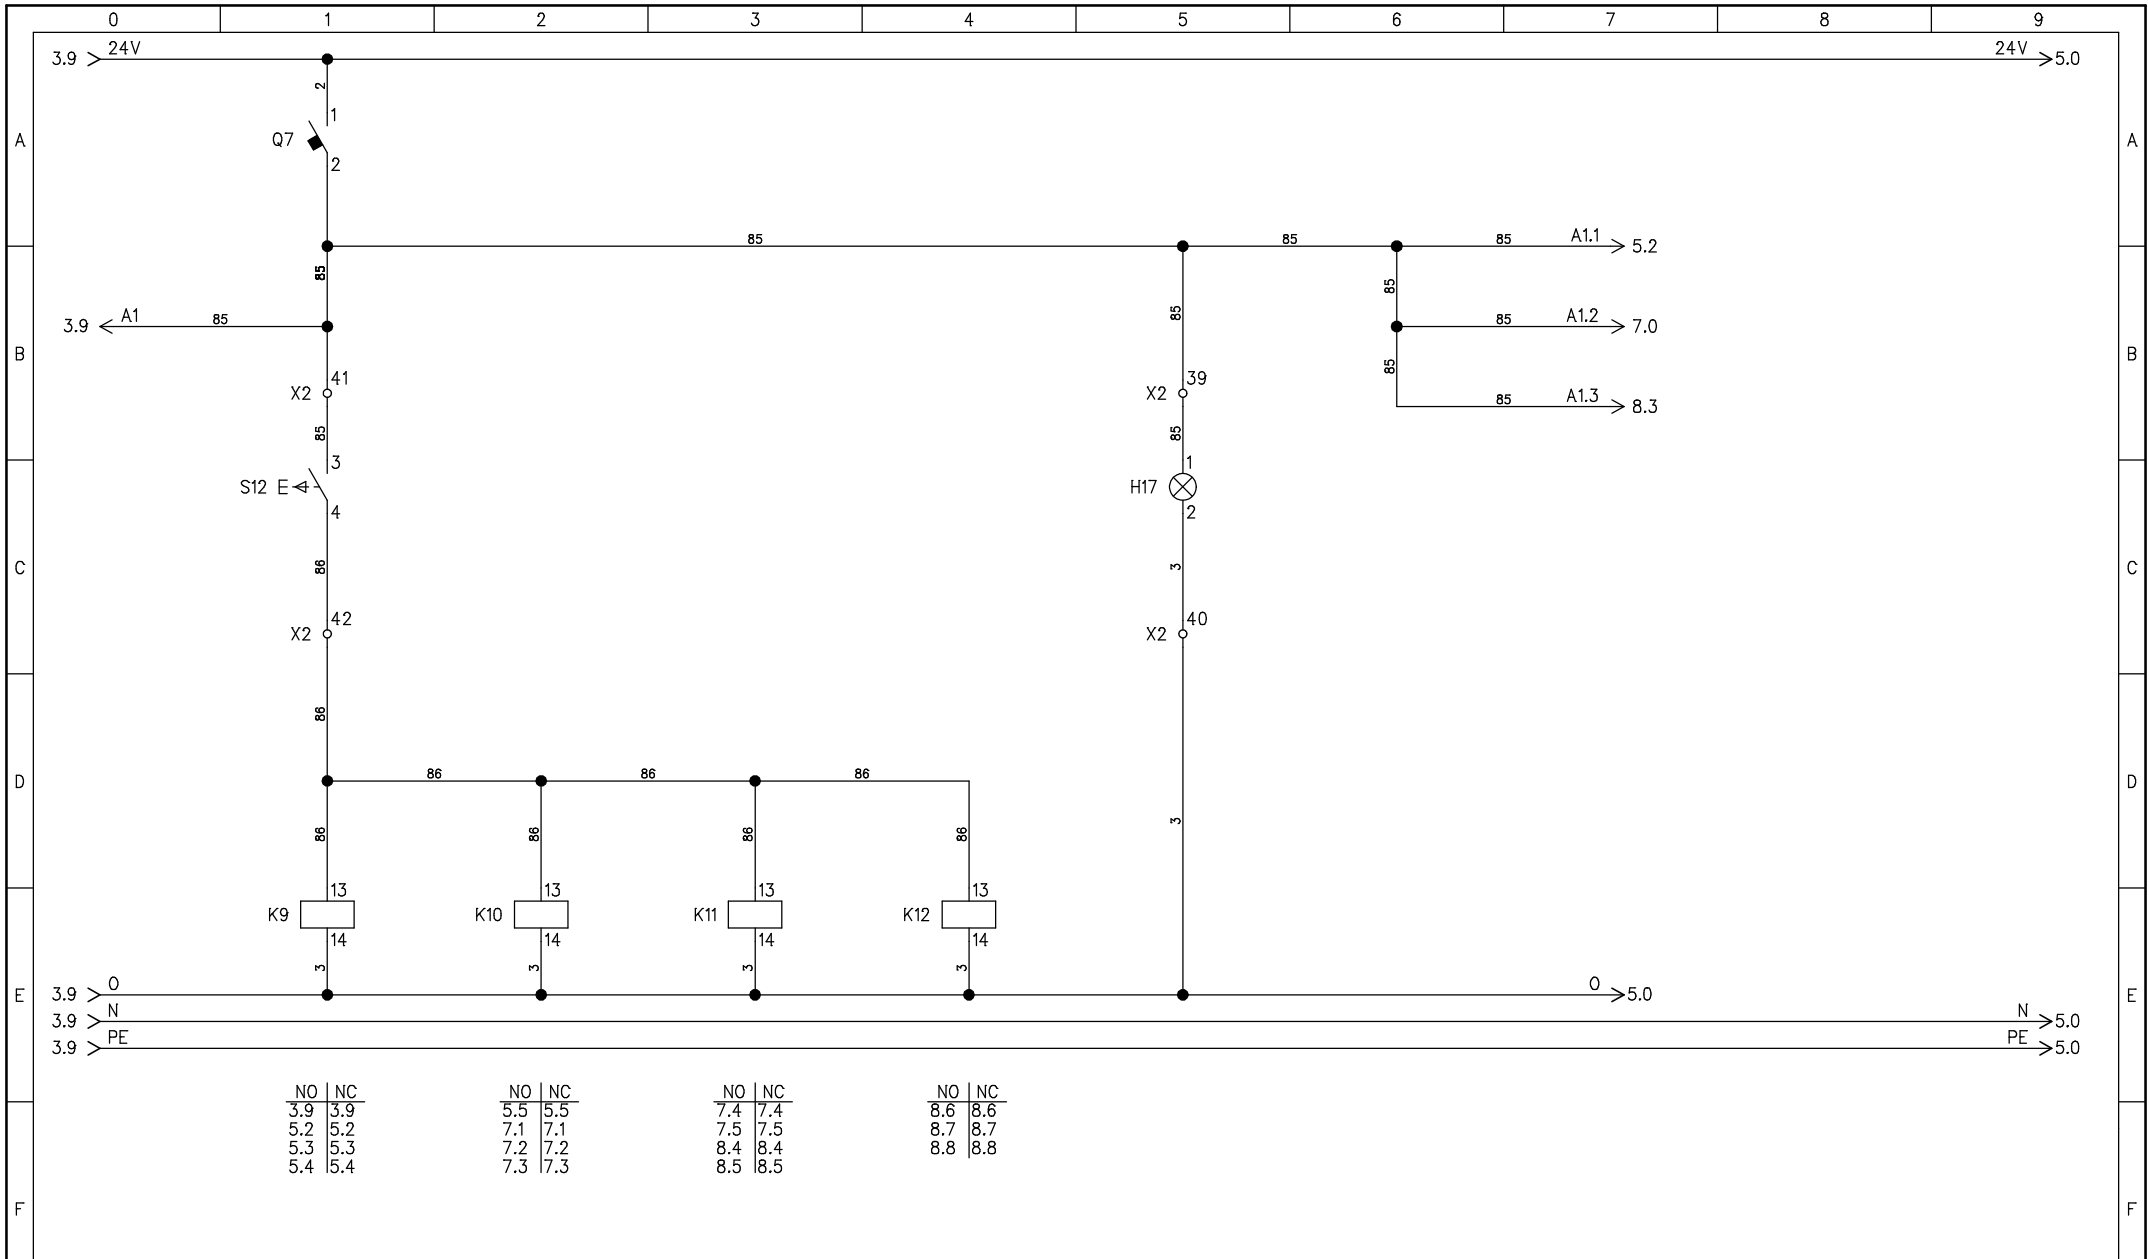 0 1 2 3 4 5 6 7 8 9
24V 24V
3.9 5.0
2
1
A Q7 A
2
85 85 85 A1.1 5.2
85 85
3.9 A1 85 85 85 A1.2 7.0
B B
41 39 85
X2 X2 85 A1.3 8.3
85 85
3 1
S12 E H17
4 2
C 86 3 C
42 40
X2 X2
86
D 86 86 86 D
86 86 86 86 3
13 13 13 13
K9 K10 K11 K12
14 14 14 14
3 3 3 3
0 0
E 3.9 5.0 E
N N
3.9 5.0
PE PE
3.9 5.0
NO NC NO NC NO NC NO NC
3.9 3.9 5.5 5.5 7.4 7.4 8.6 8.6
5.2 5.2 7.1 7.1 7.5 7.5 8.7 8.7
5.3 5.3 7.2 7.2 8.4 8.4 8.8 8.8
5.4 5.4 7.3 7.3 8.5 8.5
F F